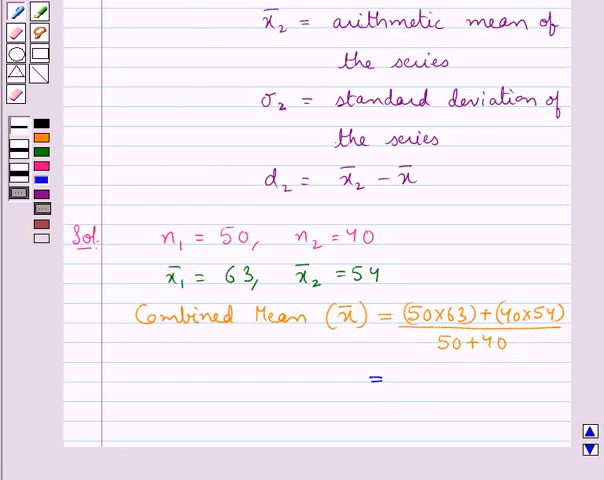 x̄₂ = arithmetic mean of
the series
σ₂ = standard deviation of
the series
d₂ = x̄₂ - x̄
Sol. n₁ = 50, n₂ = 40
x̄₁ = 63, x̄₂ = 54
Combined Mean (x̄) = (50×63)+(40×54)
50+40
=